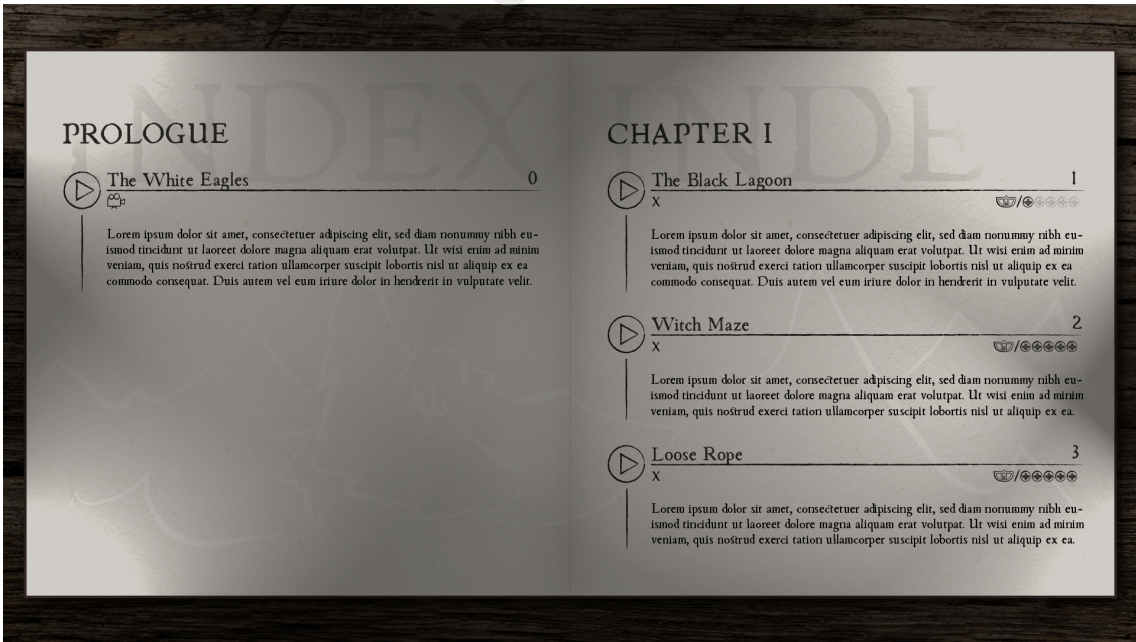 INDEX
PROLOGUE
The White Eagles 0
Lorem ipsum dolor sit amet, consectetuer adipiscing elit, sed diam nonummy nibh eu-
ismod tincidunt ut laoreet dolore magna aliquam erat volutpat. Ut wisi enim ad minim
veniam, quis nostrud exerci tation ullamcorper suscipit lobortis nisl ut aliquip ex ea
commodo consequat. Duis autem vel eum iriure dolor in hendrerit in vulputate velit.
INDE
CHAPTER I
The Black Lagoon 1
X /
Lorem ipsum dolor sit amet, consectetuer adipiscing elit, sed diam nonummy nibh eu-
ismod tincidunt ut laoreet dolore magna aliquam erat volutpat. Ut wisi enim ad minim
veniam, quis nostrud exerci tation ullamcorper suscipit lobortis nisl ut aliquip ex ea
commodo consequat. Duis autem vel eum iriure dolor in hendrerit in vulputate velit.
Witch Maze 2
X /
Lorem ipsum dolor sit amet, consectetuer adipiscing elit, sed diam nonummy nibh eu-
ismod tincidunt ut laoreet dolore magna aliquam erat volutpat. Ut wisi enim ad minim
veniam, quis nostrud exerci tation ullamcorper suscipit lobortis nisl ut aliquip ex ea.
Loose Rope 3
X /
Lorem ipsum dolor sit amet, consectetuer adipiscing elit, sed diam nonummy nibh eu-
ismod tincidunt ut laoreet dolore magna aliquam erat volutpat. Ut wisi enim ad minim
veniam, quis nostrud exerci tation ullamcorper suscipit lobortis nisl ut aliquip ex ea.